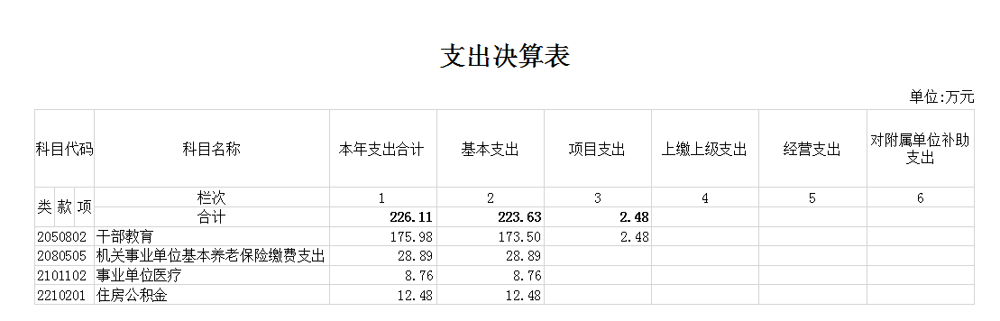 支出决算表
单位:万元
科目代码 科目名称 本年支出合计 基本支出 项目支出 上缴上级支出 经营支出 对附属单位补助
支出
类 款 项 栏次 1 2 3 4 5 6
合计 226.11 223.63 2.48
2050802 干部教育 175.98 173.50 2.48
2080505 机关事业单位基本养老保险缴费支出 28.89 28.89
2101102 事业单位医疗 8.76 8.76
2210201 住房公积金 12.48 12.48